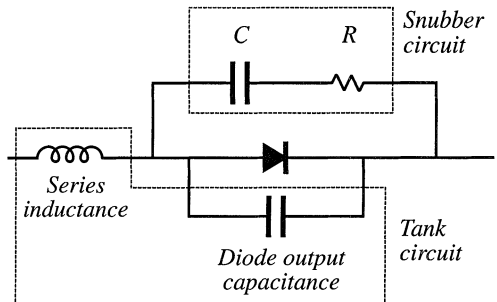 Snubber
circuit
C
R
Series
inductance
Diode output
capacitance
Tank
circuit